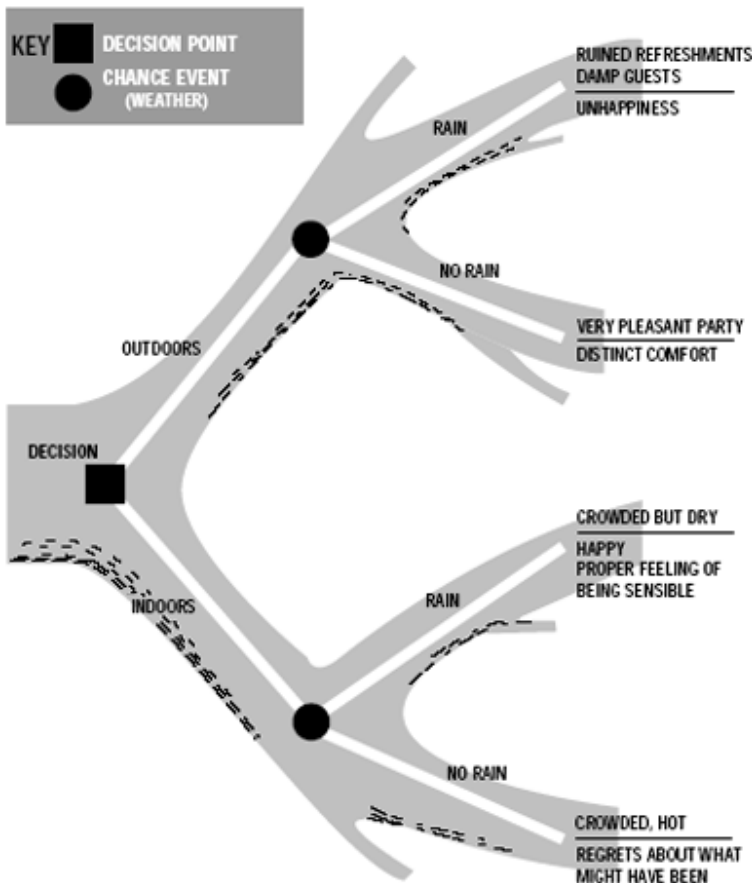 KEY
DECISION POINT
CHANCE EVENT
(WEATHER)
RUINED REFRESHMENTS
DAMP GUESTS
UNHAPPINESS
RAIN
NO RAIN
VERY PLEASANT PARTY
DISTINCT COMFORT
OUTDOORS
DECISION
CROWDED BUT DRY
HAPPY
PROPER FEELING OF
BEING SENSIBLE
RAIN
INDOORS
NO RAIN
CROWDED, HOT
REGRETS ABOUT WHAT
MIGHT HAVE BEEN